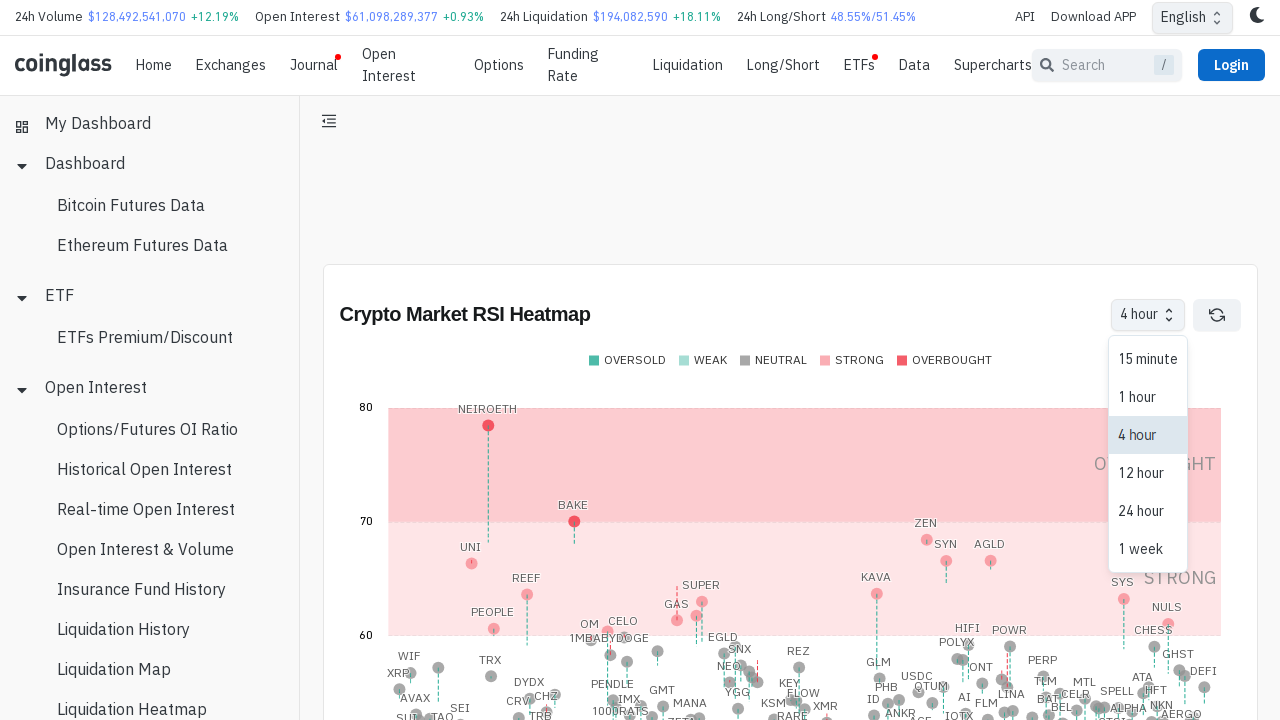 24h Volume $128,492,541,070 +12.19% Open Interest $61,098,289,377 +0.93% 24h Liquidation $194,082,590 +18.11% 24h Long/Short 48.55%/51.45% API Download APP English
coinglass Home Exchanges Journal Open Interest Options Funding Rate Liquidation Long/Short ETFs Data Supercharts Search / Login
My Dashboard
Dashboard
Bitcoin Futures Data
Ethereum Futures Data
ETF
ETFs Premium/Discount
Open Interest
Options/Futures OI Ratio
Historical Open Interest
Real-time Open Interest
Open Interest & Volume
Insurance Fund History
Liquidation History
Liquidation Map
Liquidation Heatmap
Crypto Market RSI Heatmap 4 hour
15 minute
1 hour
4 hour
12 hour
24 hour
1 week
OVERSOLD WEAK NEUTRAL STRONG OVERBOUGHT
80
NEIROETH
BAKE
70
ZEN
UNI SYN AGLD
REEF SUPER KAVA SYS STRONG
PEOPLE GAS NULS
OM CELO HIFI POWR CHESS
60
1MBABYDOGE EGLD POLYX
WIF TRX SNX REZ GLM PERP GHST
XRP NEO ONT DEFI
DYDX PENDLE KEY PHB USDC TLM MTL ATA
AVAX CRV CHZ GMT YGG FLOW OTUM AI LINA BAT CELR SPELL HFT
SEI 1000RATS MANA KSM XMR ID FLM BEL ALPHA NKN
TRB RARE ANKR IOTX AERGO